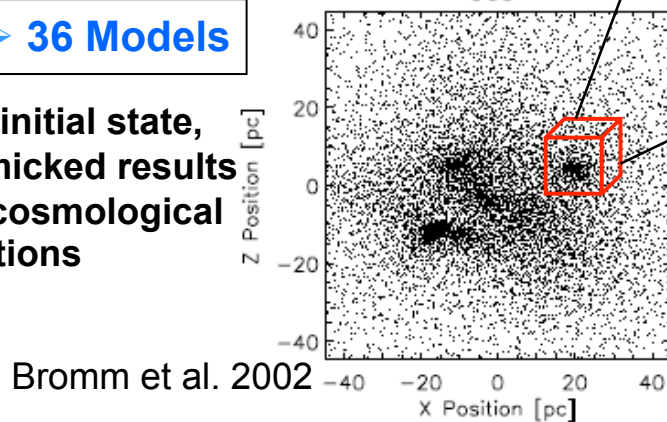 36 Models
initial state,
micked results
cosmological
tions
Bromm et al. 2002
Z Position [pc]
40
20
0
−20
−40
−40 −20 0 20 40
X Position [pc]